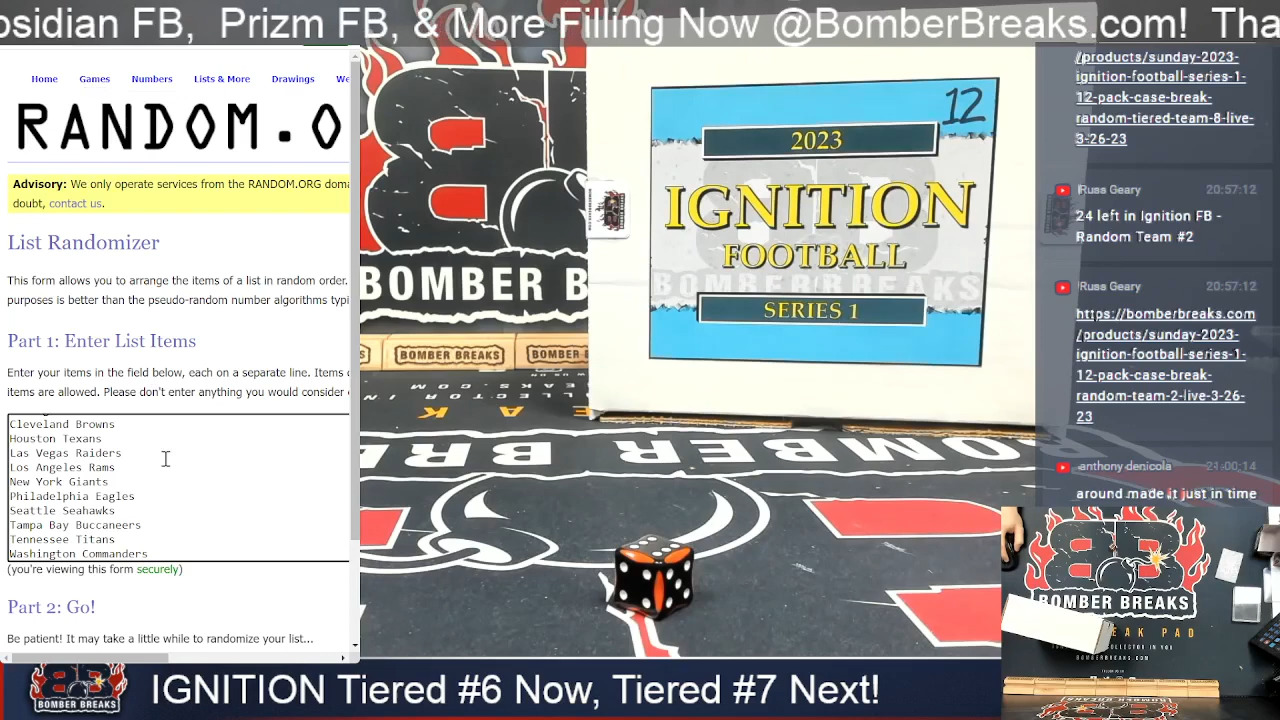 osidian FB, Prizm FB, & More Filling Now @BomberBreaks.com! Tha
Home Games Numbers Lists & More Drawings We
RANDOM.O
Advisory: We only operate services from the RANDOM.ORG doma
doubt, contact us.
List Randomizer
This form allows you to arrange the items of a list in random order.
purposes is better than the pseudo-random number algorithms typi
Part 1: Enter List Items
Enter your items in the field below, each on a separate line. Items c
items are allowed. Please don't enter anything you would consider
Cleveland Browns
Houston Texans
Las Vegas Raiders
Los Angeles Rams
New York Giants
Philadelphia Eagles
Seattle Seahawks
Tampa Bay Buccaneers
Tennessee Titans
Washington Commanders
(you're viewing this form securely)
Part 2: Go!
Be patient! It may take a little while to randomize your list...
BB
BOMBER B
BOMBER BREAKS
BOMBER B
12
2023
IGNITION
FOOTBALL
BOMBER BREAKS
SERIES 1
/products/sunday-2023-
ignition-football-series-1-
12-pack-case-break-
random-tiered-team-8-live-
3-26-23
Russ Geary 20:57:12
24 left in Ignition FB -
Random Team #2
Russ Geary 20:57:12
https://bomberbreaks.com
/products/sunday-2023-
ignition-football-series-1-
12-pack-case-break-
random-team-2-live-3-26-
23
anthony denicola 21:00:14
around made it just in time
BOMBER BREAKS
EAK PAD
BOMBERBREAKS.COM
BOMBER BREAKS
IGNITION Tiered #6 Now, Tiered #7 Next!